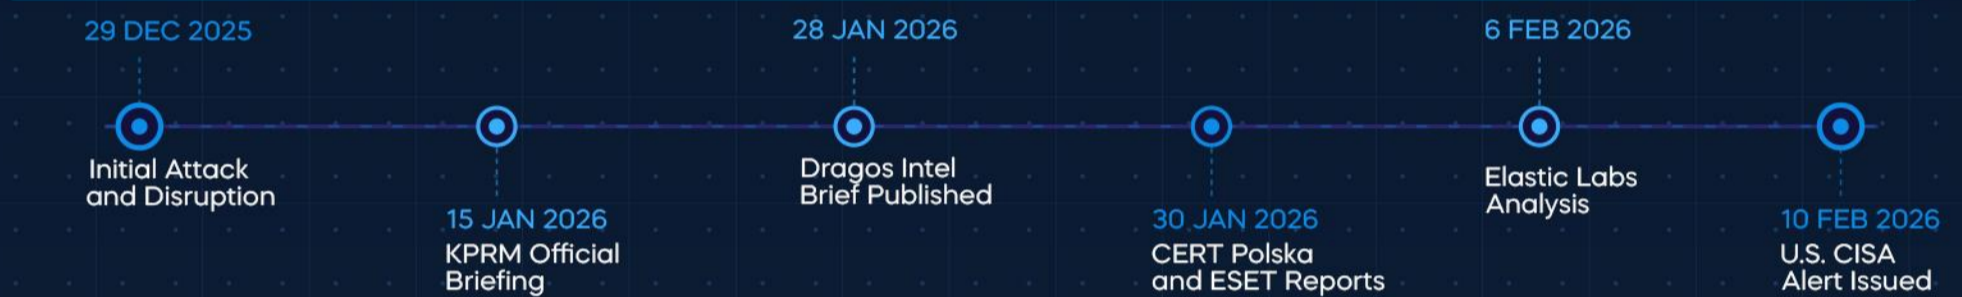 29 DEC 2025
Initial Attack
and Disruption
15 JAN 2026
KPRM Official
Briefing
28 JAN 2026
Dragos Intel
Brief Published
30 JAN 2026
CERT Polska
and ESET Reports
6 FEB 2026
Elastic Labs
Analysis
10 FEB 2026
U.S. CISA
Alert Issued